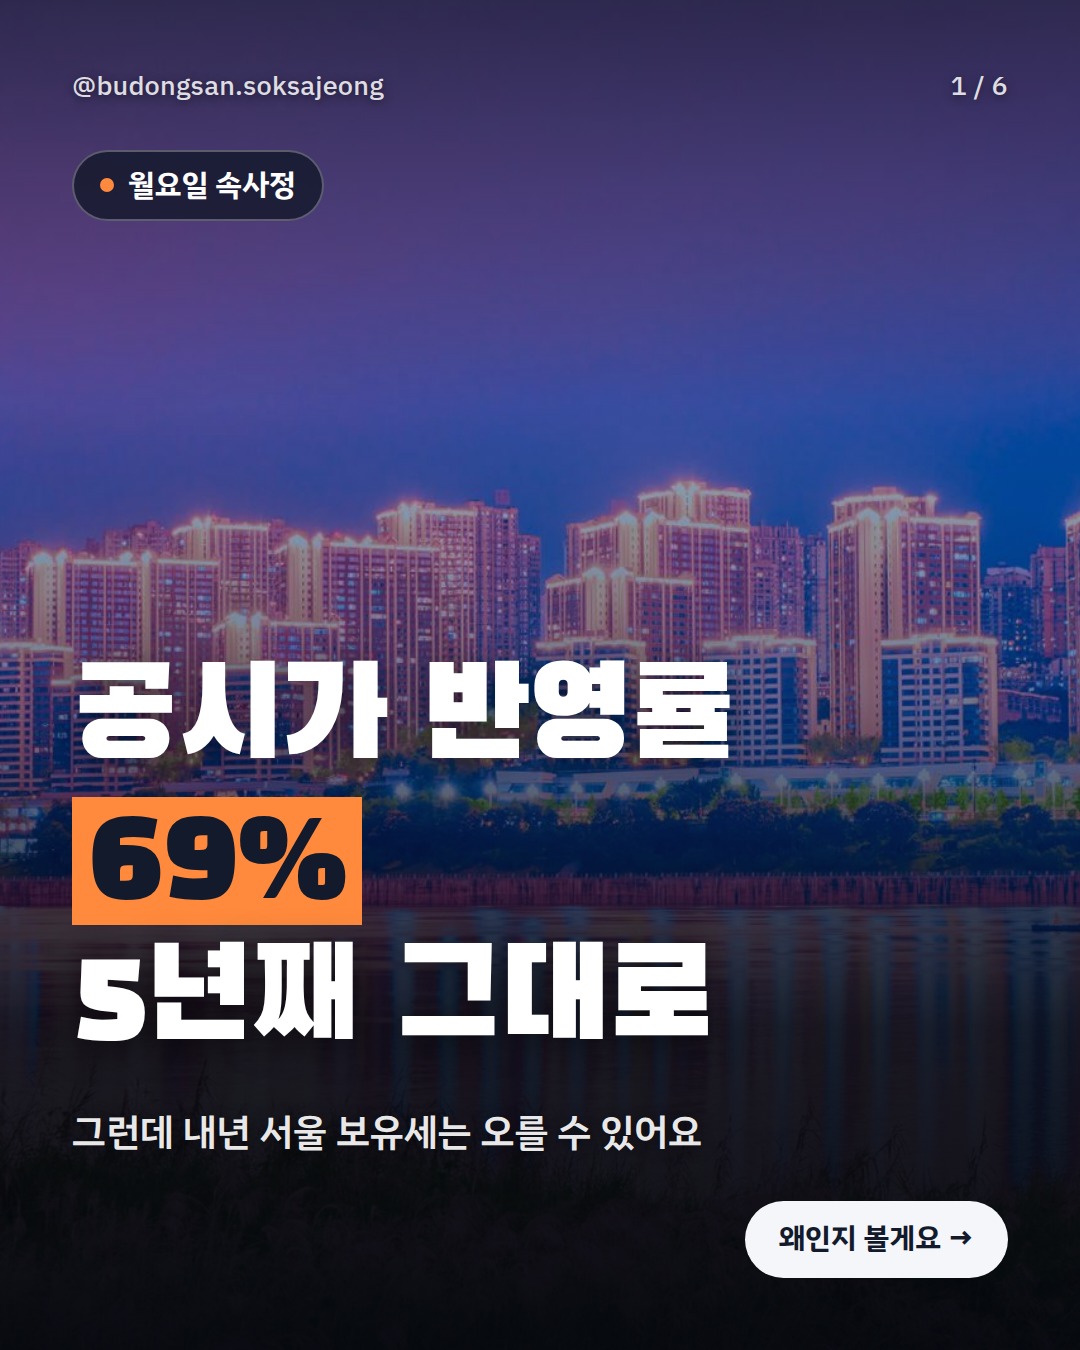 @budongsan.soksajeong
1 / 6
월요일 속사정
공시가 반영률
69%
5년째 그대로
그런데 내년 서울 보유세는 오를 수 있어요
왜인지 볼게요 →